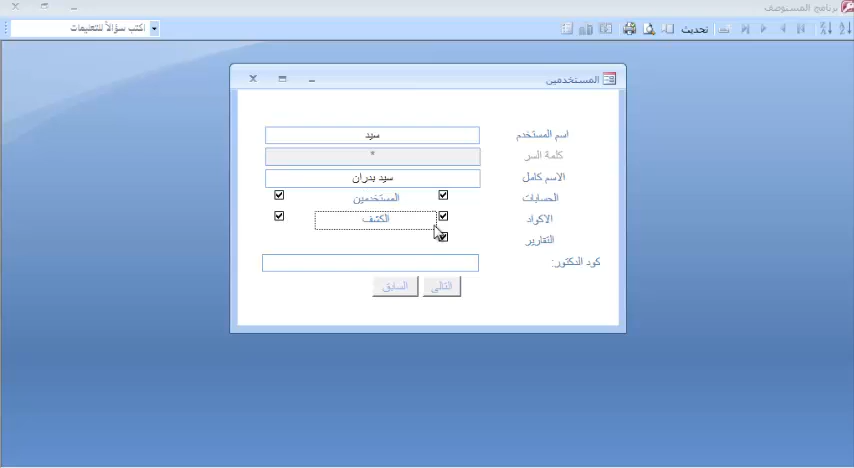 برنامج المستوصف
تحديث
اكتب سؤالاً للتعليمات
المستخدمين
اسم المستخدم
سيد
كلمة السر
*
الاسم كامل
سيد بدران
الحسابات
المستخدمين
الاكواد
الكشف
التقارير
كود الدكتور:
التالى
السابق